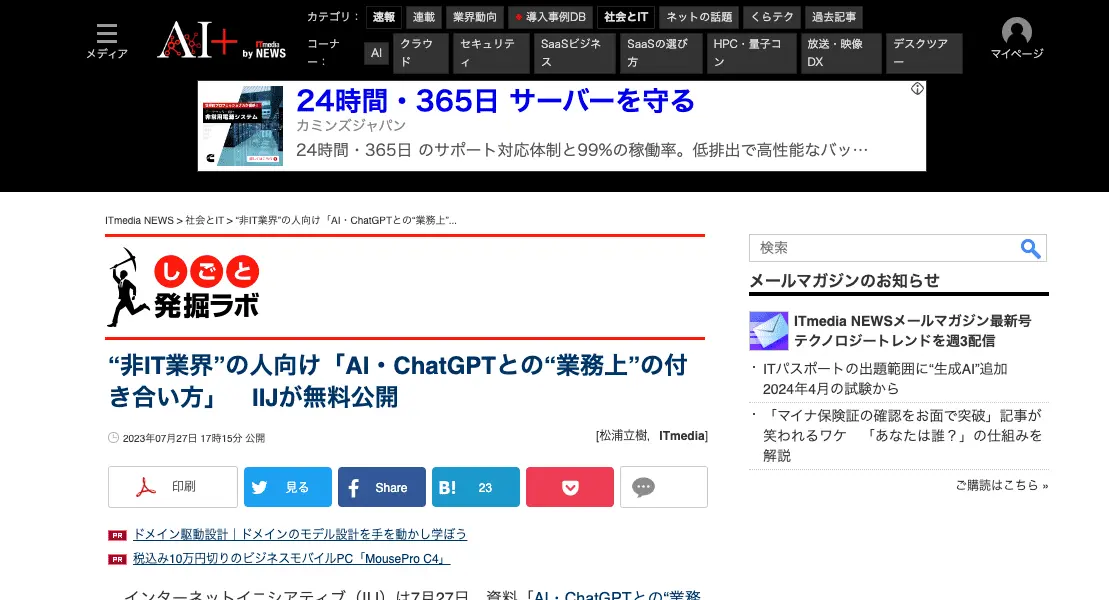 メディア
AI+ by ITmedia NEWS
カテゴリ： 速報 連載 業界動向 導入事例DB 社会とIT ネットの話題 くらテク 過去記事
コーナー： AI クラウド セキュリティ SaaSビジネス SaaSの選び方 HPC・量子コン 放送・映像DX デスクツアー
マイページ
24時間・365日 サーバーを守る
カミンズジャパン
24時間・365日 のサポート対応体制と99%の稼働率。低排出で高性能なバッ…
非常用電源システム
ITmedia NEWS > 社会とIT > “非IT業界”の人向け「AI・ChatGPTとの“業務上”...
しごと
発掘ラボ
“非IT業界”の人向け「AI・ChatGPTとの“業務上”の付
き合い方」　IIJが無料公開
2023年07月27日 17時15分 公開
[松浦立樹，ITmedia]
印刷 見る Share B! 23
PR ドメイン駆動設計｜ドメインのモデル設計を手を動かし学ぼう
PR 税込み10万円切りのビジネスモバイルPC「MousePro C4」
インターネットイニシアティブ（IIJ）は7月27日、資料「AI・ChatGPTとの“業務
検索
メールマガジンのお知らせ
ITmedia NEWSメールマガジン最新号
テクノロジートレンドを週3配信
・ITパスポートの出題範囲に“生成AI”追加
2024年4月の試験から
・「マイナ保険証の確認をお面で突破」記事が
笑われるワケ　「あなたは誰？」の仕組みを
解説
ご購読はこちら »